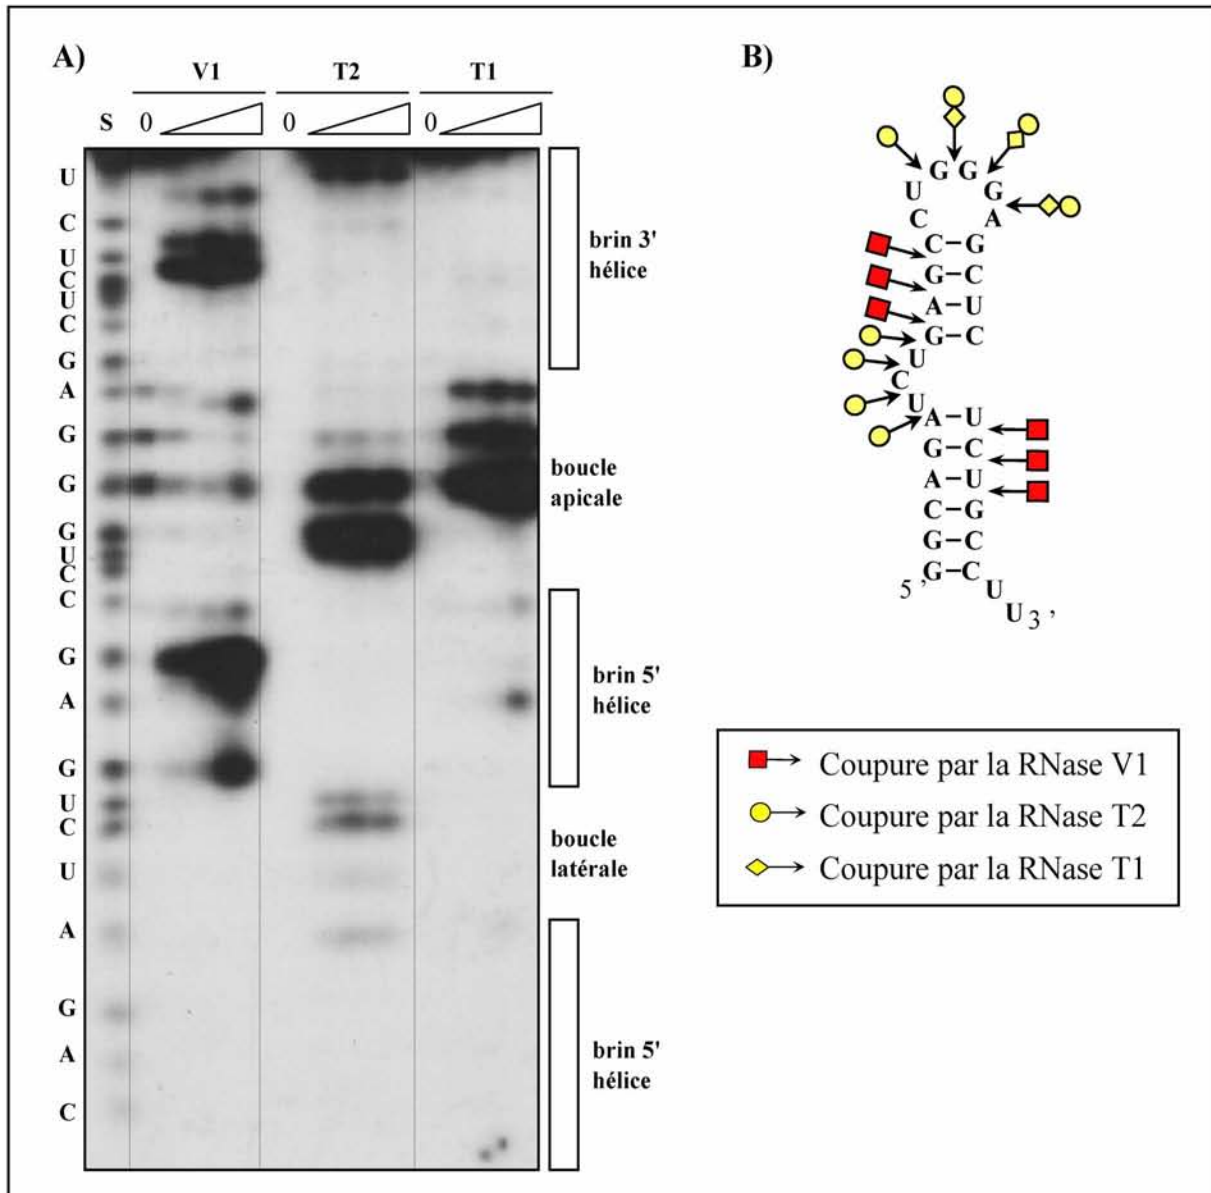 A)
V1 T2 T1
S 0 0 0
U
C
U
C
U
C
G
A
G
G
G
U
C
C
G
A
G
U
C
U
A
G
A
C
brin 3'
hélice
boucle
apicale
brin 5'
hélice
boucle
latérale
brin 5'
hélice
B)
G G
U G
C A
C–G
G–C
A–U
G–C
U
C
U
A–U
G–C
A–U
C–G
G–C
5' G–C
U
U 3'
Coupure par la RNase V1
Coupure par la RNase T2
Coupure par la RNase T1